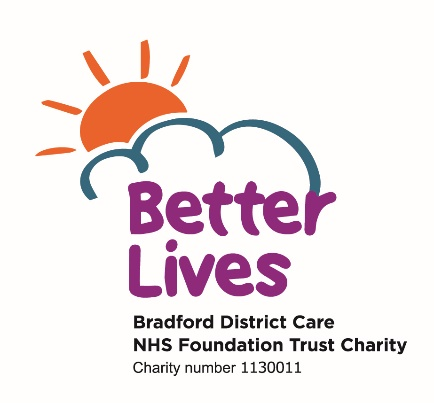 Better
Lives
Bradford District Care
NHS Foundation Trust Charity
Charity number 1130011